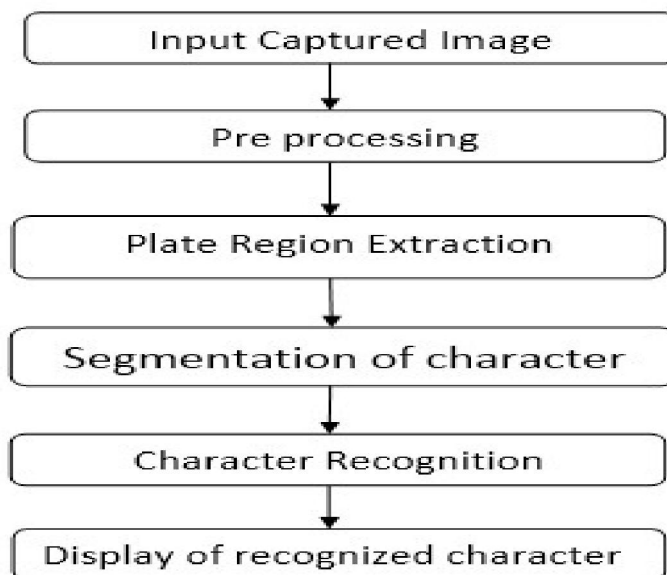 Input Captured Image
Pre processing
Plate Region Extraction
Segmentation of character
Character Recognition
Display of recognized character